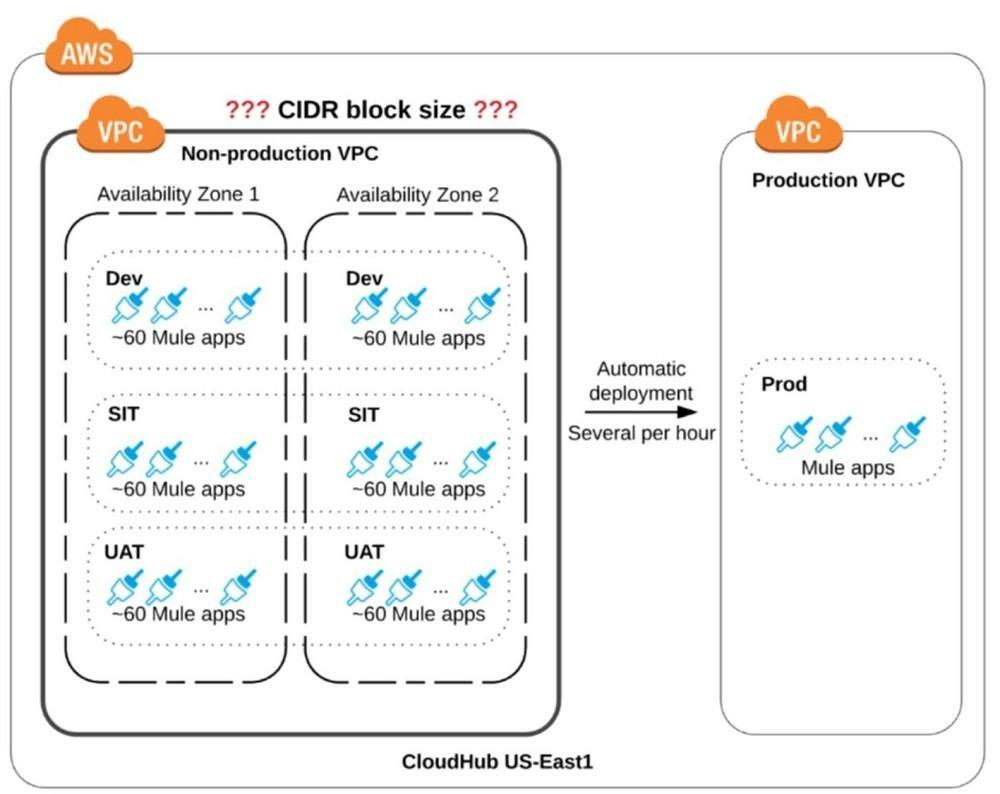 AWS
??? CIDR block size ???
VPC
Non-production VPC
Availability Zone 1
Availability Zone 2
Dev
...
~60 Mule apps
Dev
...
~60 Mule apps
SIT
...
~60 Mule apps
SIT
...
~60 Mule apps
UAT
...
~60 Mule apps
UAT
...
~60 Mule apps
Automatic
deployment
Several per hour
VPC
Production VPC
Prod
...
Mule apps
CloudHub US-East1